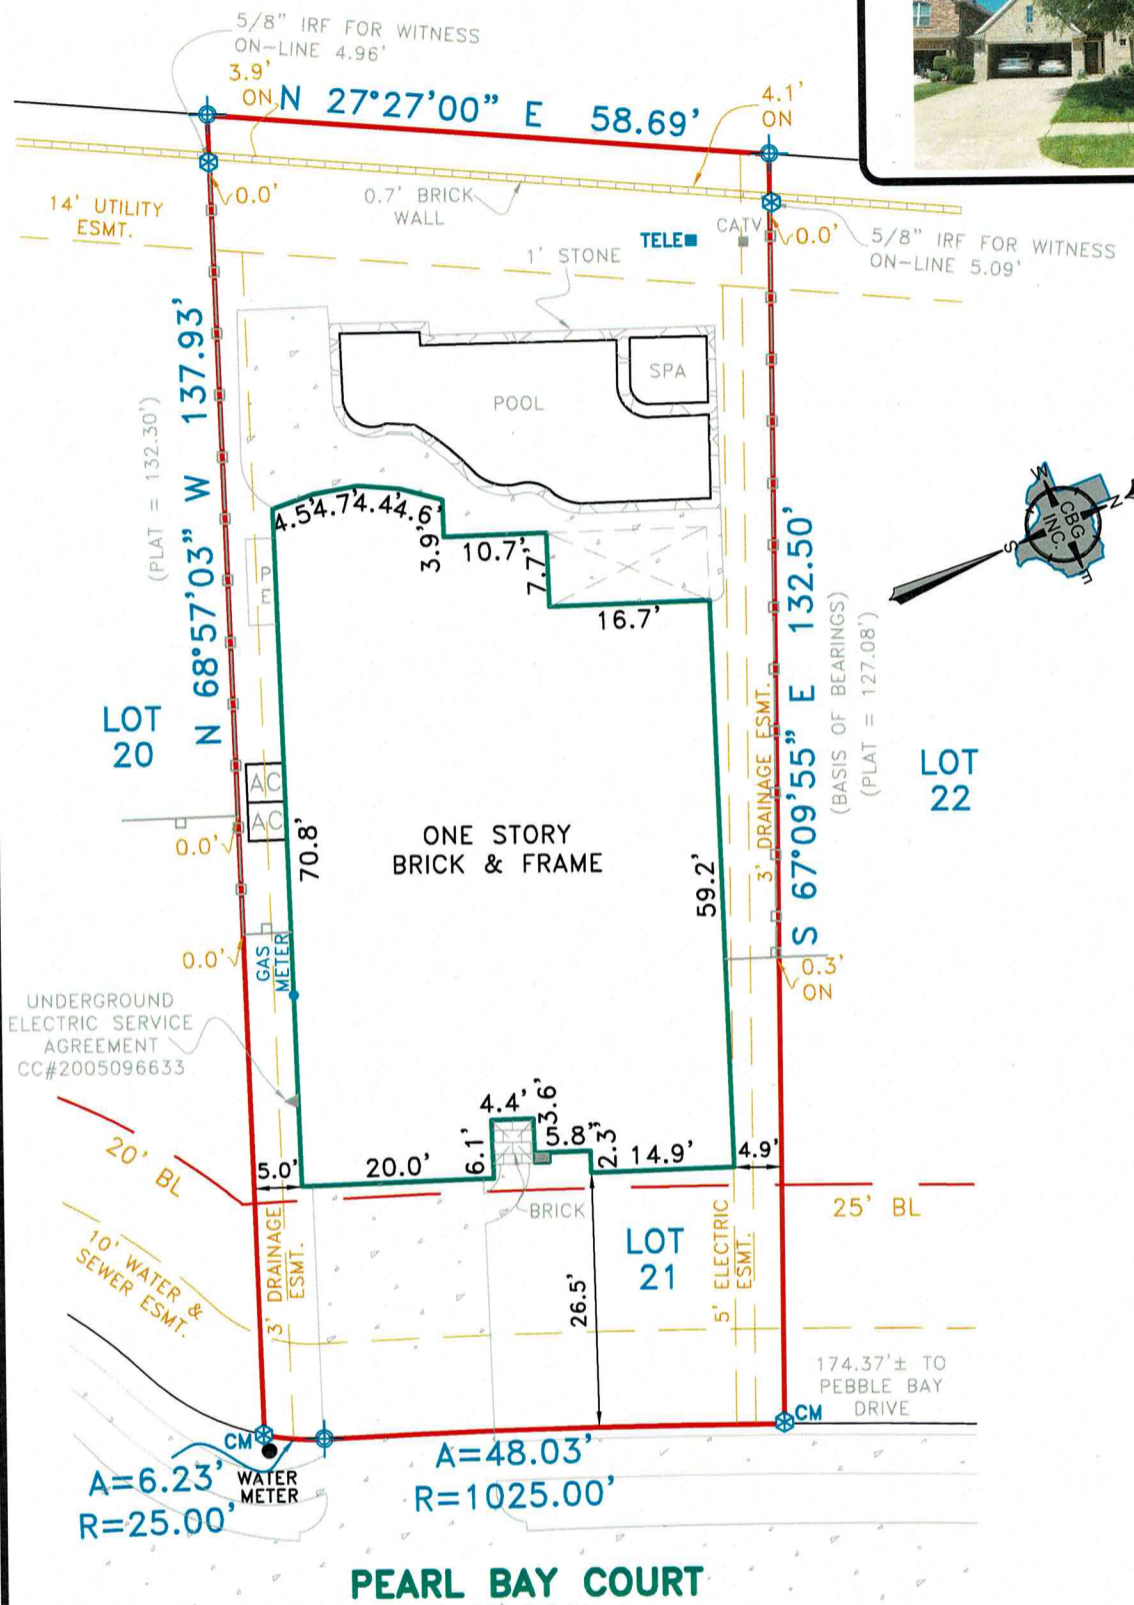 5/8" IRF FOR WITNESS
ON-LINE 4.96'
3.9'
ON
N 27°27'00" E 58.69'
4.1'
ON
0.0'
14' UTILITY
ESMT.
0.7' BRICK
WALL
TELE
CATV
0.0'
5/8" IRF FOR WITNESS
ON-LINE 5.09'
1' STONE
SPA
POOL
N 68°57'03" W 137.93'
(PLAT = 132.30')
4.5'
4.7'
4.4'
4.6'
3.9'
10.7'
7.7'
16.7'
PE
W
N
S
E
CBG
INC.
S 67°09'55" E 132.50'
(BASIS OF BEARINGS)
(PLAT = 127.08')
3' DRAINAGE ESMT.
LOT
20
LOT
22
AC
AC
0.0'
70.8'
ONE STORY
BRICK & FRAME
59.2'
0.0'
GAS
METER
0.3'
ON
UNDERGROUND
ELECTRIC SERVICE
AGREEMENT
CC#2005096633
20' BL
5.0'
20.0'
6.1'
4.4'
3.6'
5.8'
2.3'
14.9'
4.9'
BRICK
25' BL
10' WATER &
SEWER ESMT.
3' DRAINAGE
ESMT.
LOT
21
26.5'
5' ELECTRIC
ESMT.
174.37'± TO
PEBBLE BAY
DRIVE
CM
CM
WATER
METER
A=6.23'
R=25.00'
A=48.03'
R=1025.00'
PEARL BAY COURT